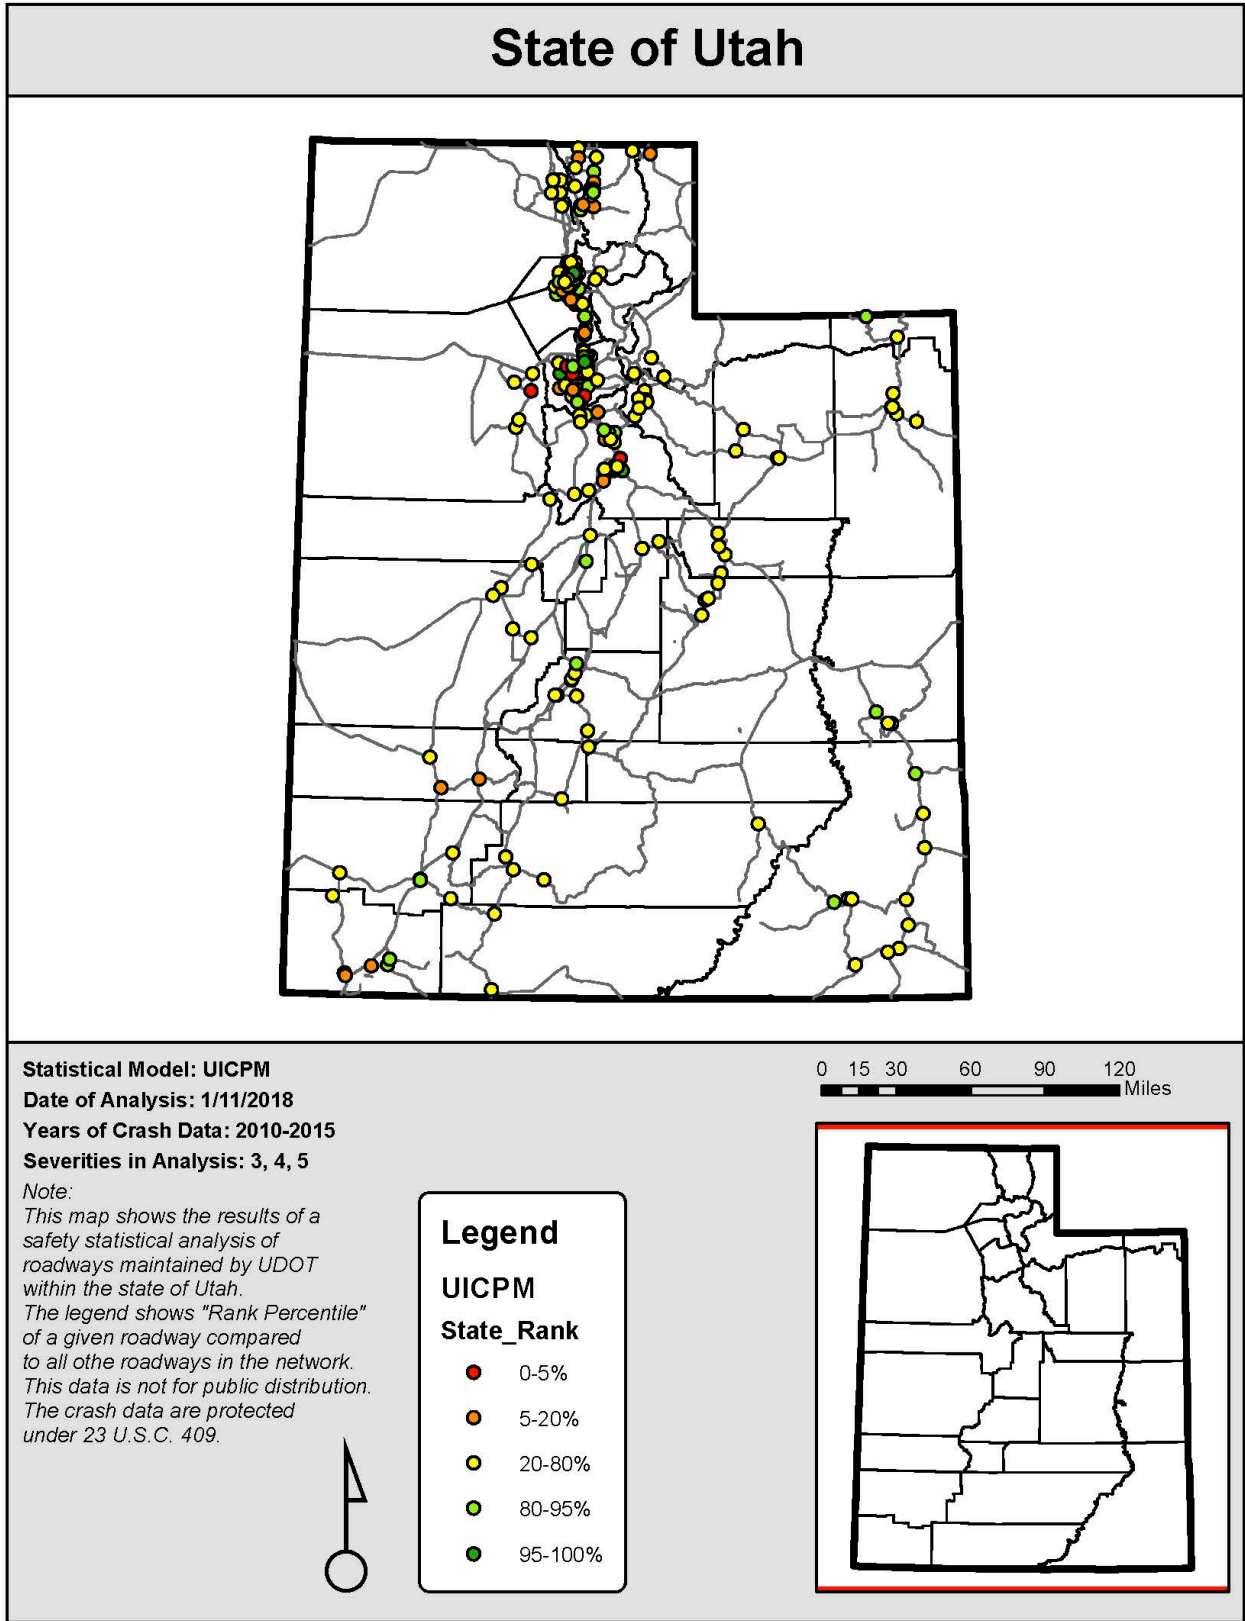 State of Utah
Statistical Model: UICPM
Date of Analysis: 1/11/2018
Years of Crash Data: 2010-2015
Severities in Analysis: 3, 4, 5
Note:
This map shows the results of a
safety statistical analysis of
roadways maintained by UDOT
within the state of Utah.
The legend shows "Rank Percentile"
of a given roadway compared
to all othe roadways in the network.
This data is not for public distribution.
The crash data are protected
under 23 U.S.C. 409.
Legend
UICPM
State_Rank
0-5%
5-20%
20-80%
80-95%
95-100%
0 15 30 60 90 120
Miles